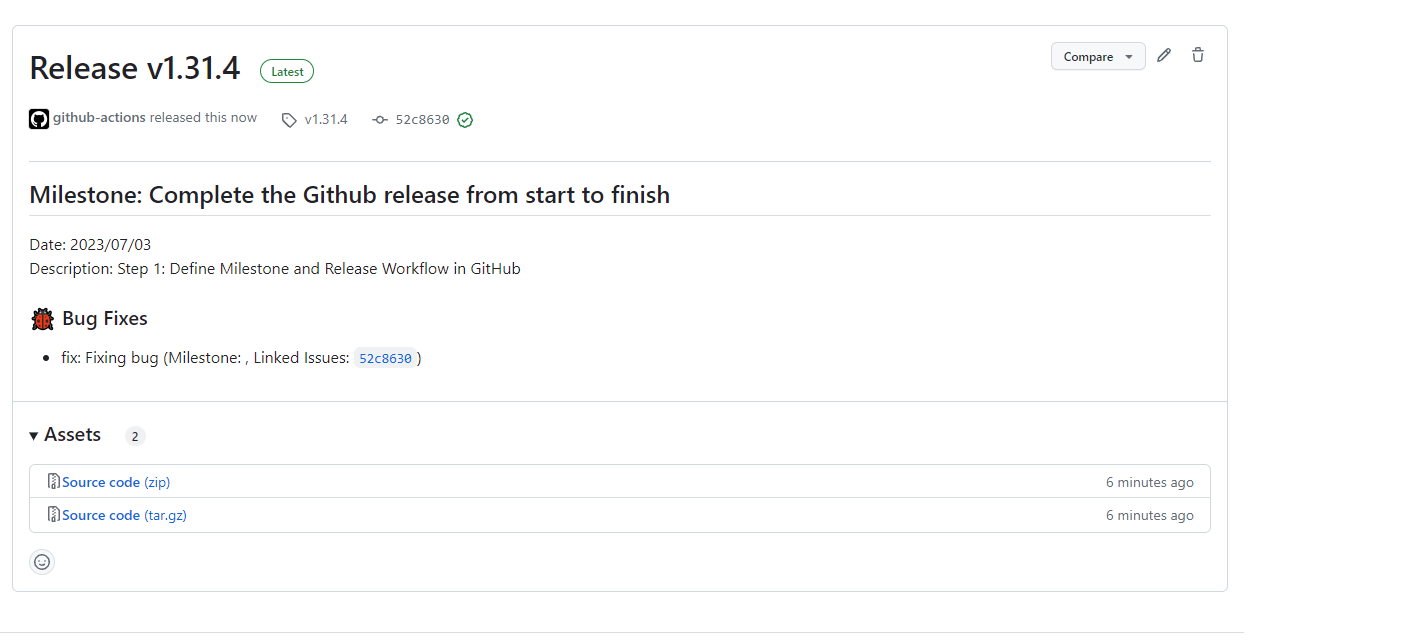 Release v1.31.4 Latest Compare
github-actions released this now v1.31.4 52c8630
Milestone: Complete the Github release from start to finish
Date: 2023/07/03
Description: Step 1: Define Milestone and Release Workflow in GitHub
Bug Fixes
• fix: Fixing bug (Milestone: , Linked Issues: 52c8630 )
Assets 2
Source code (zip) 6 minutes ago
Source code (tar.gz) 6 minutes ago